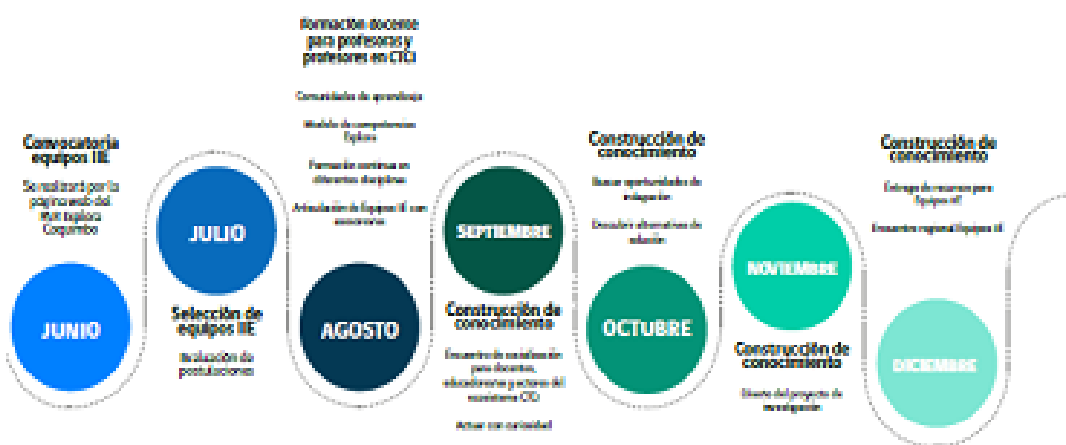 Convocatoria
equipos IIE
Se realizará por la
página web del
PAR Explora
Coquimbo
JUNIO
JULIO
Selección de
equipos IIE
Evaluación de
postulaciones
Formación docente
para profesoras y
profesores en CTCI
Comunidades de aprendizaje
Modelo de competencias
Explora
Formación continua en
diferentes disciplinas
Articulación de Equipos IIE con
AGOSTO
SEPTIEMBRE
Construcción de
conocimiento
Encuentro de socialización
para docentes,
educadoras y actores del
ecosistema CTCI
Actuar con curiosidad
Construcción de
conocimiento
Buscar oportunidades de
Descubrir alternativas de
solución
OCTUBRE
NOVIEMBRE
Construcción de
conocimiento
Diseño del proyecto de
investigación
Construcción de
conocimiento
Entrega de recursos para
Equipos IIE
Encuentro regional Equipos IIE
DICIEMBRE